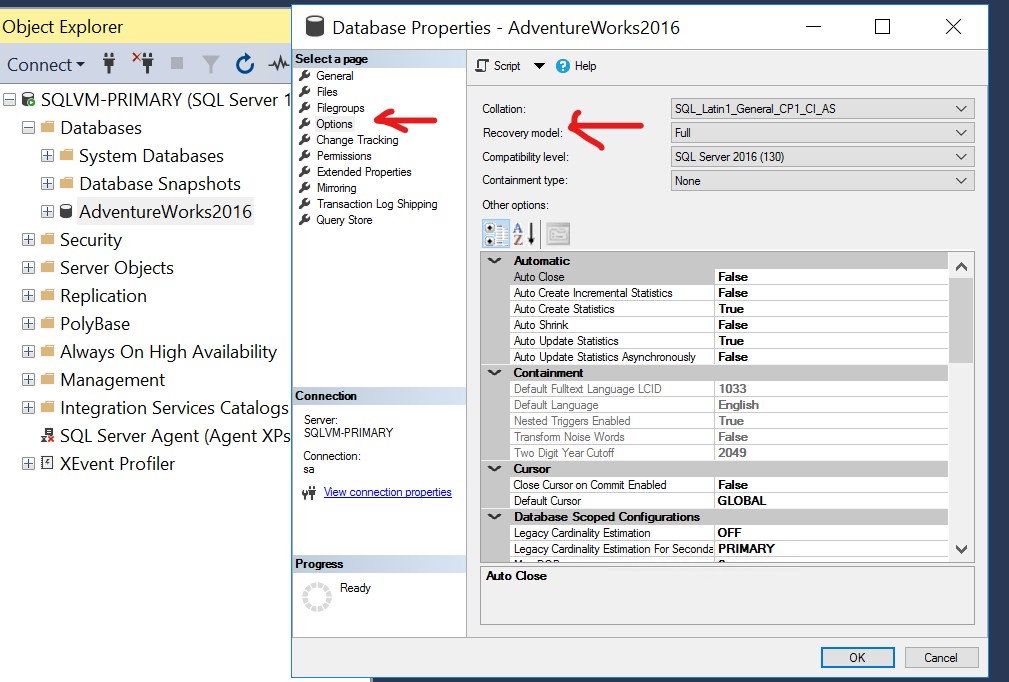 Object Explorer
Connect
SQLVM-PRIMARY (SQL Server 1
Databases
System Databases
Database Snapshots
AdventureWorks2016
Security
Server Objects
Replication
PolyBase
Always On High Availability
Management
Integration Services Catalogs
SQL Server Agent (Agent XPs
XEvent Profiler
Database Properties - AdventureWorks2016
Select a page
General
Files
Filegroups
Options
Change Tracking
Permissions
Extended Properties
Mirroring
Transaction Log Shipping
Query Store
Connection
Server:
SQLVM-PRIMARY
Connection:
sa
View connection properties
Progress
Ready
Script Help
Collation: SQL_Latin1_General_CP1_CI_AS
Recovery model: Full
Compatibility level: SQL Server 2016 (130)
Containment type: None
Other options:
A
Z
Automatic
Auto Close False
Auto Create Incremental Statistics False
Auto Create Statistics True
Auto Shrink False
Auto Update Statistics True
Auto Update Statistics Asynchronously False
Containment
Default Fulltext Language LCID 1033
Default Language English
Nested Triggers Enabled True
Transform Noise Words False
Two Digit Year Cutoff 2049
Cursor
Close Cursor on Commit Enabled False
Default Cursor GLOBAL
Database Scoped Configurations
Legacy Cardinality Estimation OFF
Legacy Cardinality Estimation For Seconda PRIMARY
Auto Close
OK Cancel